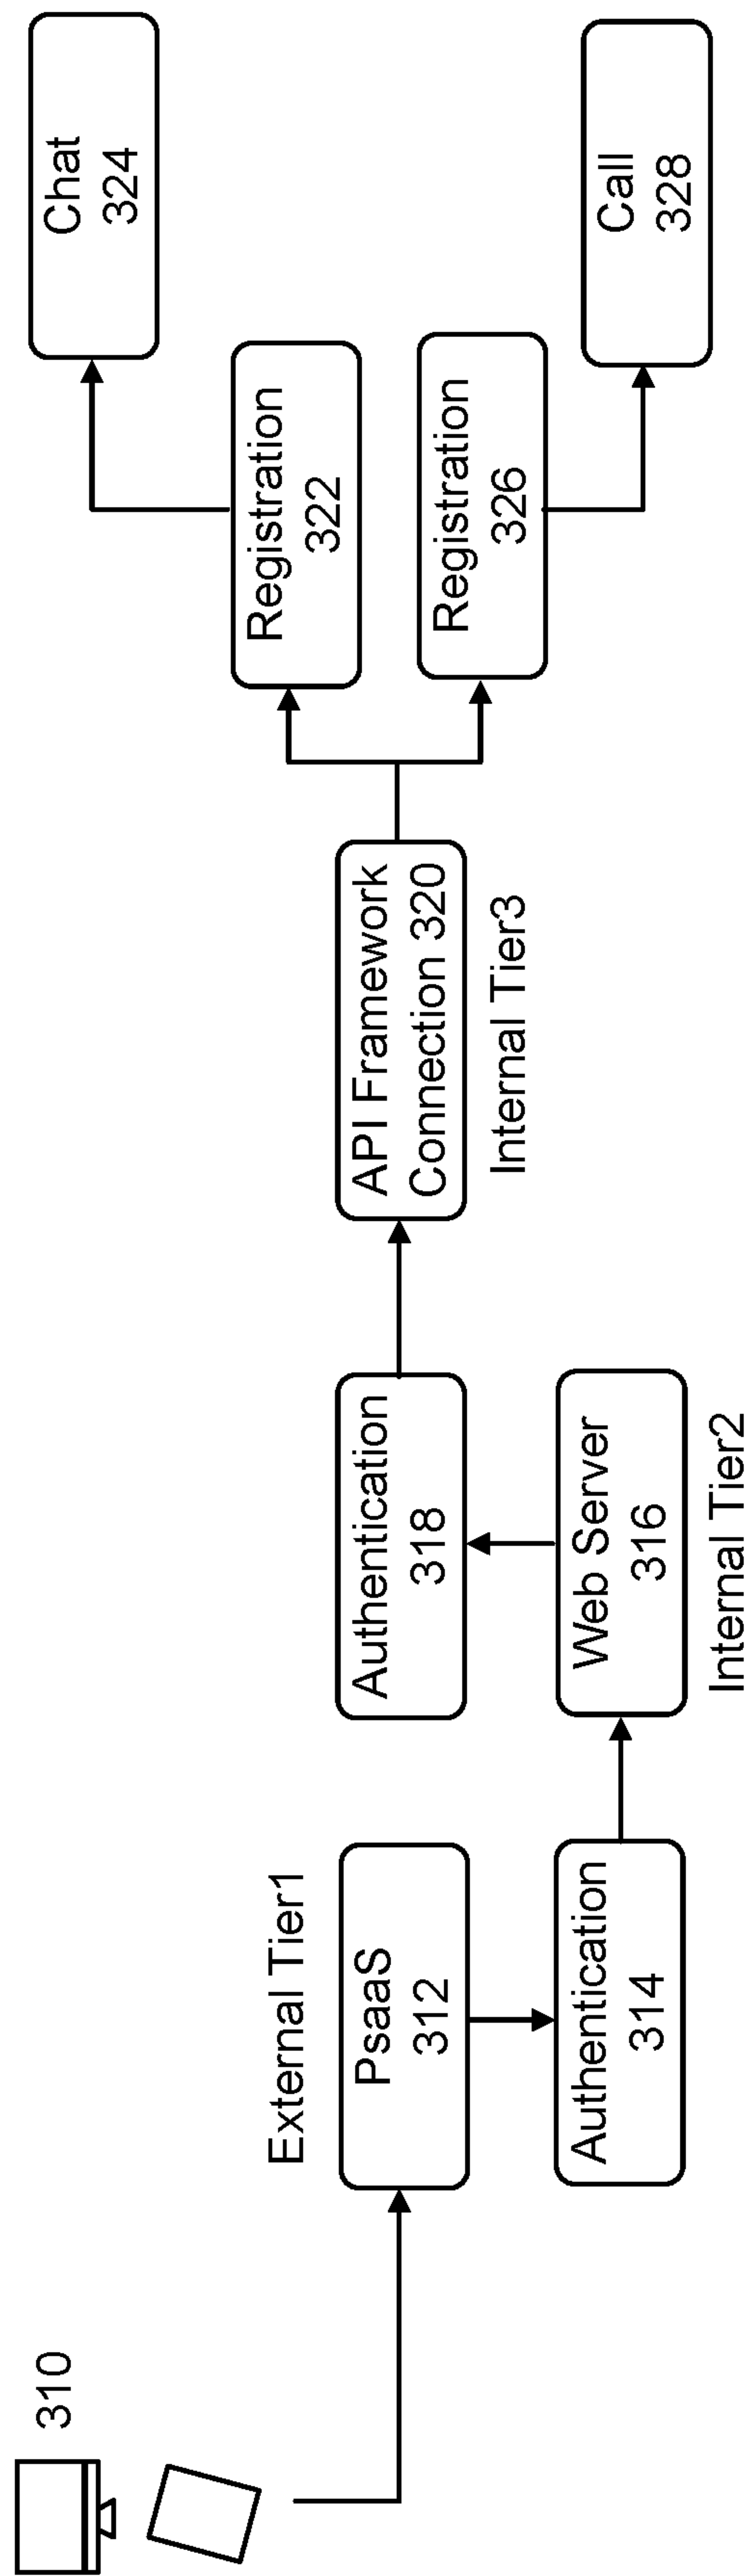 310
External Tier1
PsaaS
312
Authentication
314
Authentication
318
Web Server
316
Internal Tier2
API Framework
Connection 320
Internal Tier3
Registration
322
Registration
326
Chat
324
Call
328